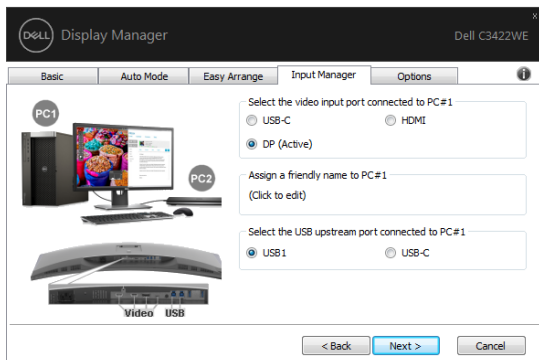 DELL Display Manager
Dell C3422WE
Basic Auto Mode Easy Arrange Input Manager Options
PC1
PC2
Video USB
Select the video input port connected to PC#1
USB-C HDMI
DP (Active)
Assign a friendly name to PC#1
(Click to edit)
Select the USB upstream port connected to PC#1
USB1 USB-C
< Back Next > Cancel